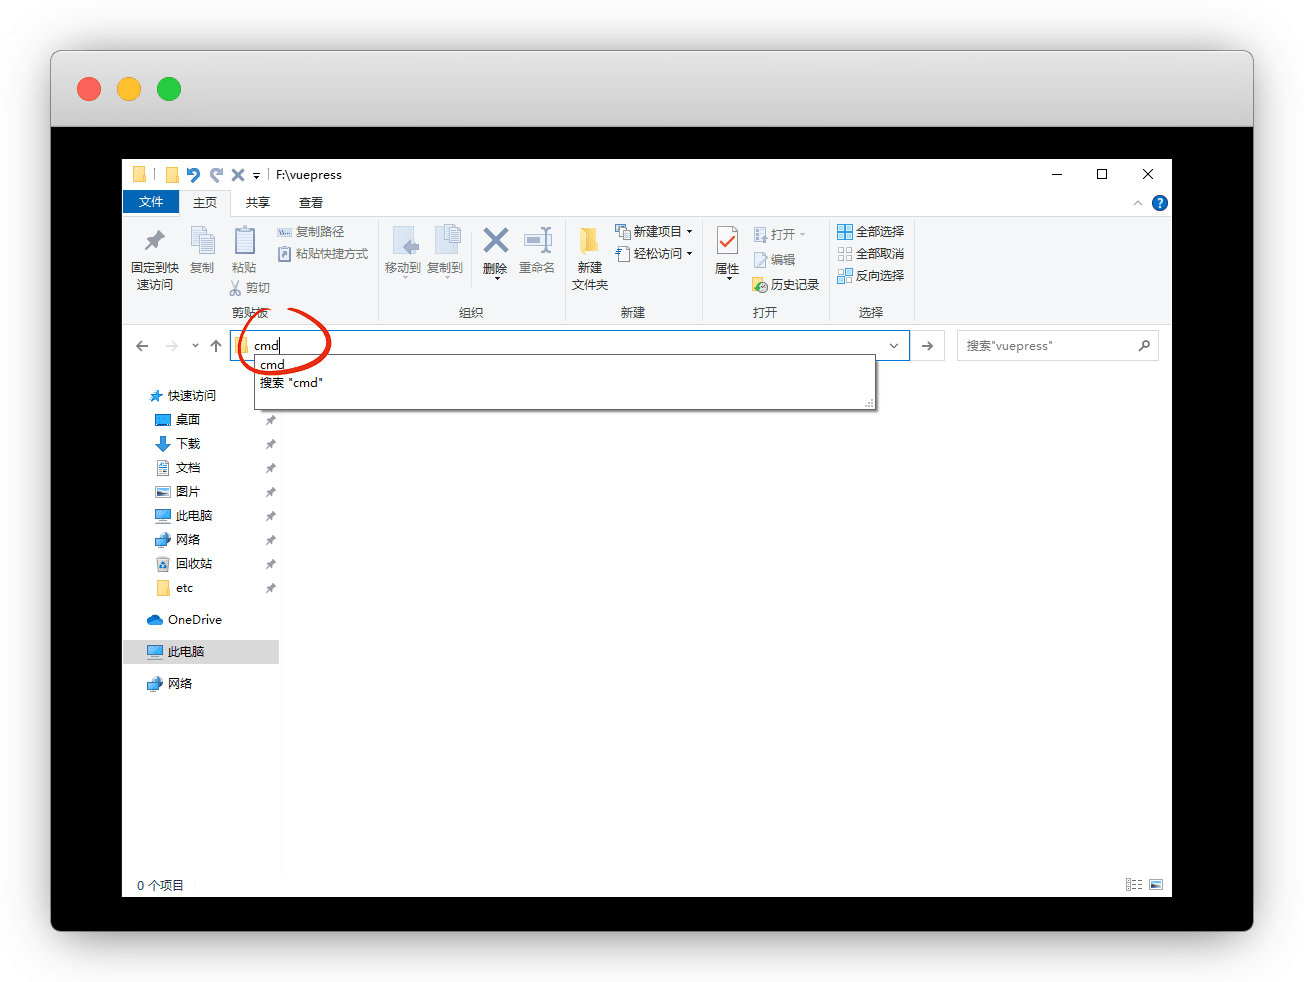 F:\vuepress
文件 主页 共享 查看
固定到快速访问
复制
粘贴
复制路径
粘贴快捷方式
剪切
剪贴板
移动到
复制到
删除
重命名
组织
新建文件夹
新建项目
轻松访问
新建
属性
打开
编辑
历史记录
打开
全部选择
全部取消
反向选择
选择
cmd
搜索"vuepress"
cmd
搜索 "cmd"
快速访问
桌面
下载
文档
图片
此电脑
网络
回收站
etc
OneDrive
此电脑
网络
0 个项目